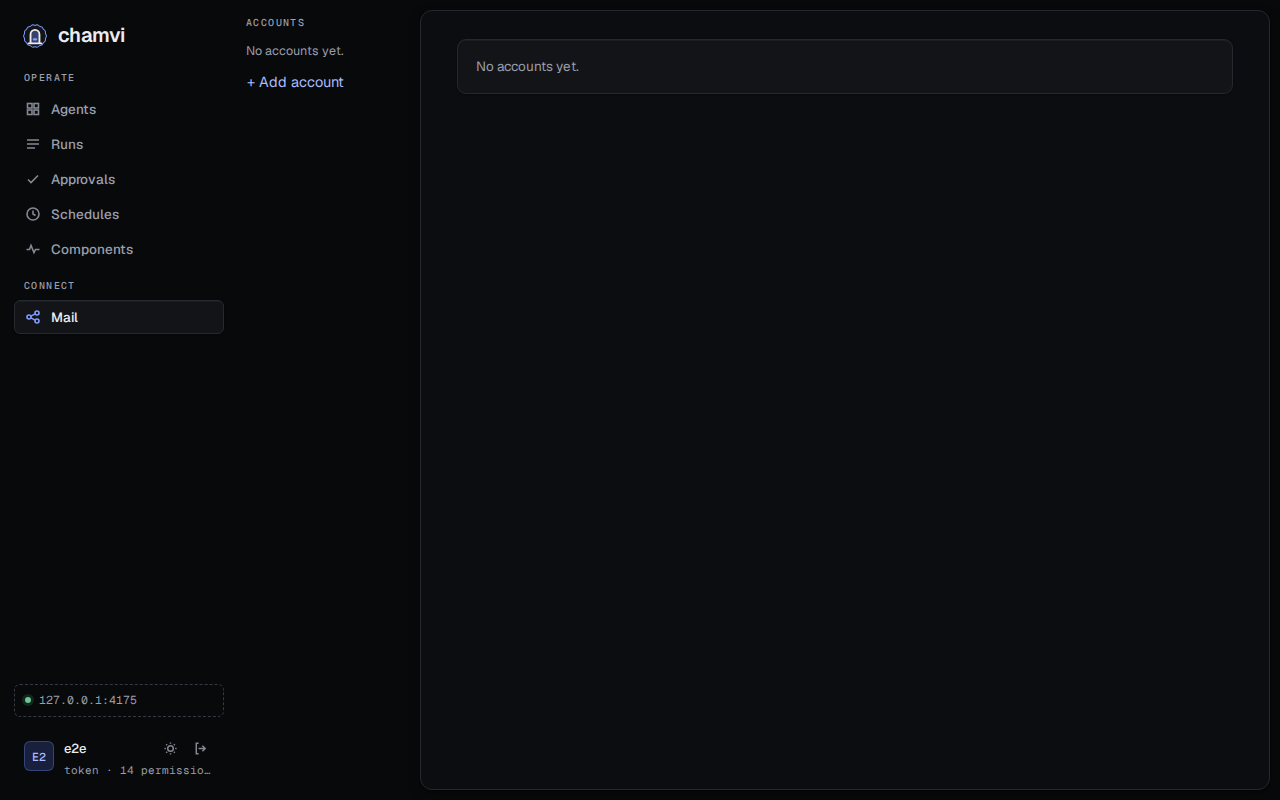 chamvi
OPERATE
Agents
Runs
Approvals
Schedules
Components
CONNECT
Mail
127.0.0.1:4175
E2
e2e
token · 14 permissio…
ACCOUNTS
No accounts yet.
+ Add account
No accounts yet.